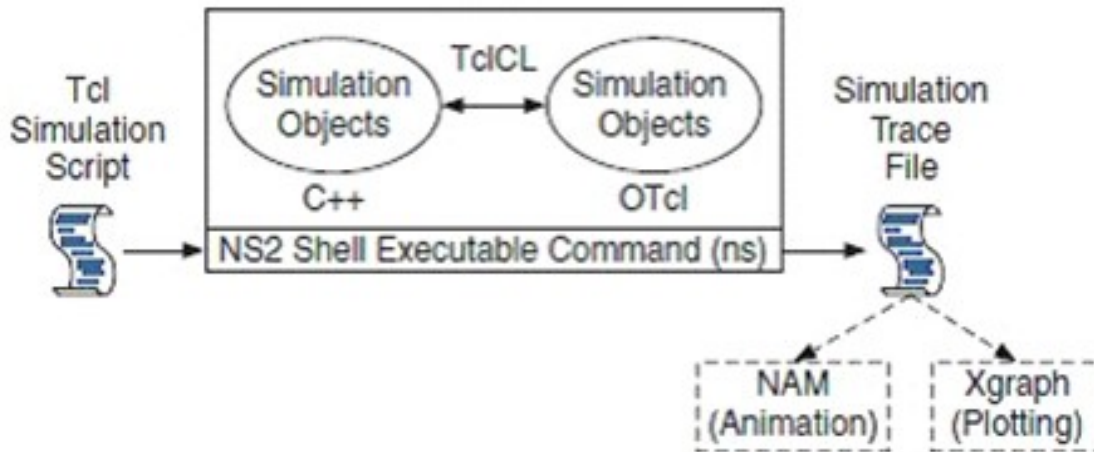 Tcl
Simulation
Script
Simulation
Objects
C++
TclCL
Simulation
Objects
OTcl
NS2 Shell Executable Command (ns)
Simulation
Trace
File
NAM
(Animation)
Xgraph
(Plotting)